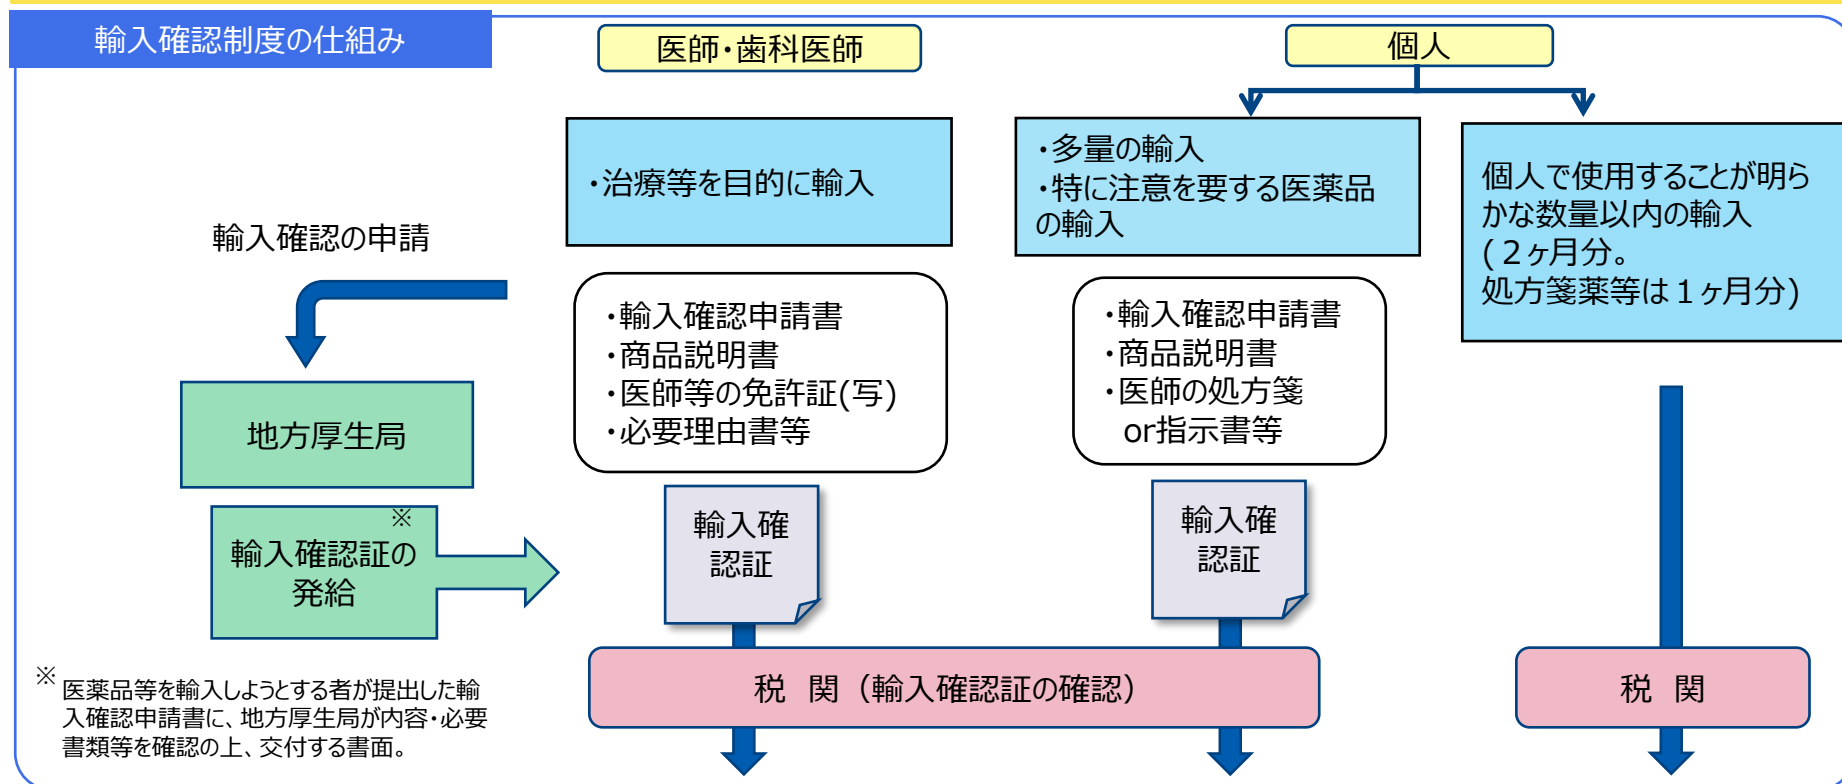 輸入確認制度の仕組み
医師・歯科医師
個人
・治療等を目的に輸入
・多量の輸入
・特に注意を要する医薬品
の輸入
個人で使用することが明ら
かな数量以内の輸入
(２ヶ月分。
処方箋薬等は１ヶ月分)
輸入確認の申請
・輸入確認申請書
・商品説明書
・医師等の免許証(写)
・必要理由書等
・輸入確認申請書
・商品説明書
・医師の処方箋
or指示書等
地方厚生局
※
輸入確認証の
発給
輸入確
認証
輸入確
認証
税　関（輸入確認証の確認）
税　関
※ 医薬品等を輸入しようとする者が提出した輸
入確認申請書に、地方厚生局が内容・必要
書類等を確認の上、交付する書面。